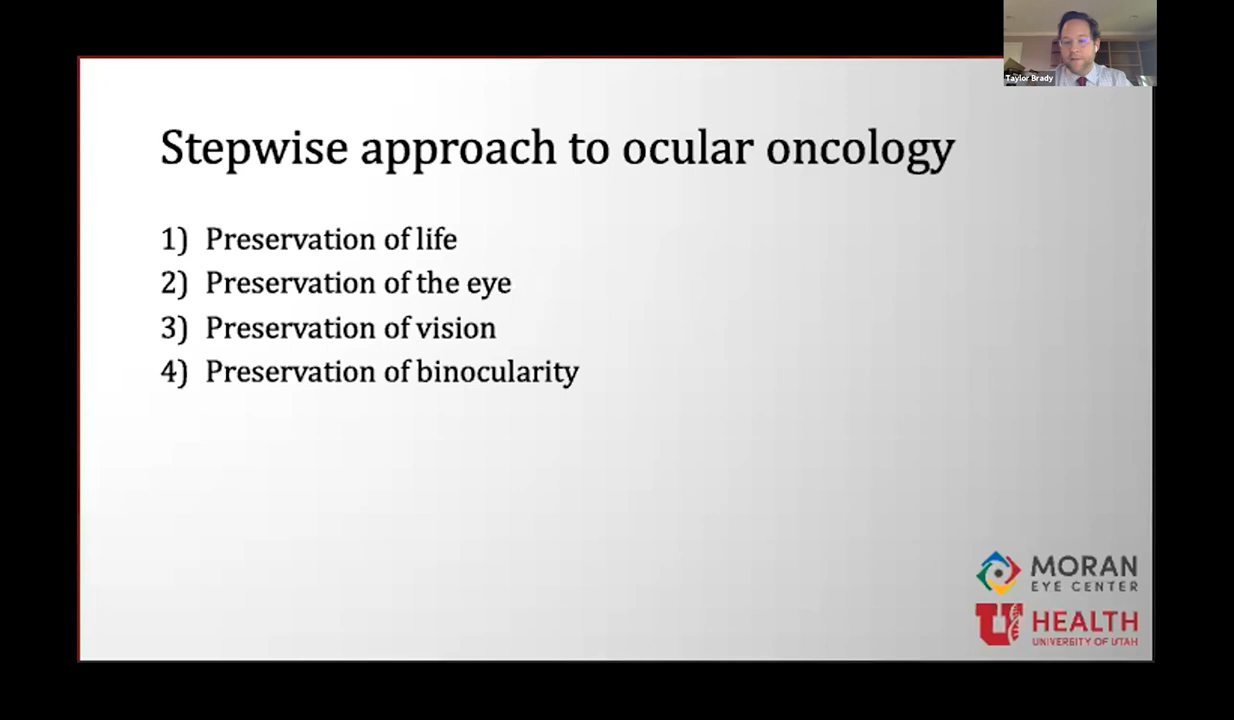 Taylor Brady
Stepwise approach to ocular oncology
1) Preservation of life
2) Preservation of the eye
3) Preservation of vision
4) Preservation of binocularity
MORAN
EYE CENTER
U HEALTH
UNIVERSITY OF UTAH